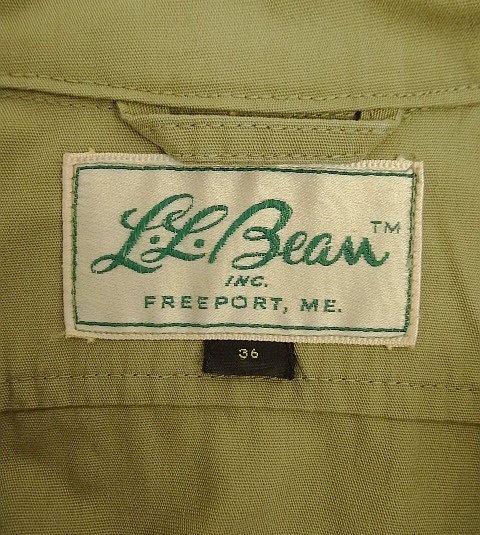 L.L.Bean™
INC.
FREEPORT, ME.
36